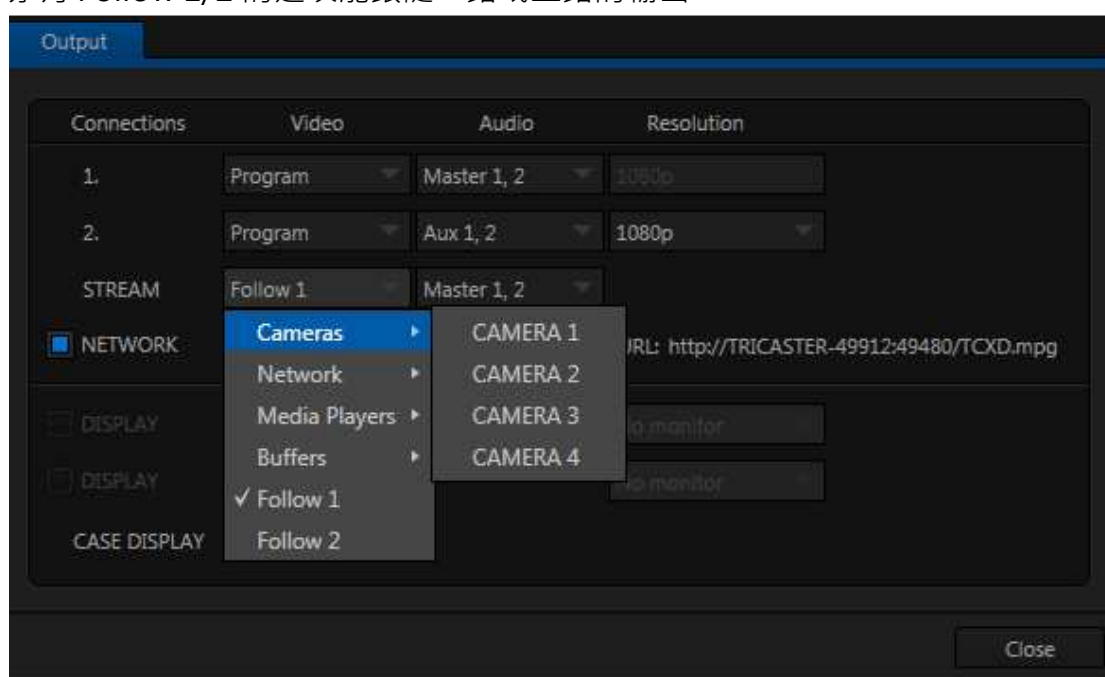 Output
Connections Video Audio Resolution
1. Program Master 1, 2 1080p
2. Program Aux 1, 2 1080p
STREAM Follow 1 Master 1, 2
Cameras CAMERA 1
NETWORK URL: http://TRICASTER-49912:49480/TCXD.mpg
Network CAMERA 2
Media Players CAMERA 3
DISPLAY No monitor
Buffers CAMERA 4
DISPLAY No monitor
✓ Follow 1
CASE DISPLAY Follow 2
Close